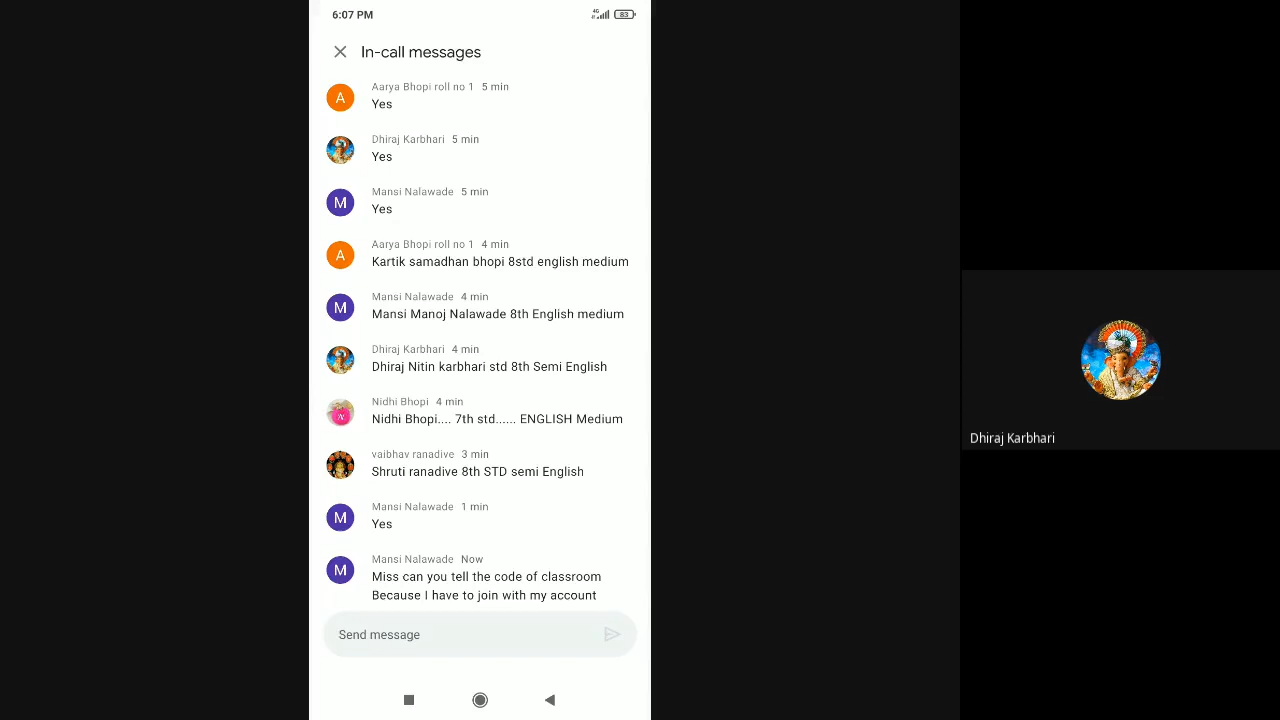 6:07 PM
4G
83
In-call messages
A
Aarya Bhopi roll no 1 5 min
Yes
Dhiraj Karbhari 5 min
Yes
M
Mansi Nalawade 5 min
Yes
A
Aarya Bhopi roll no 1 4 min
Kartik samadhan bhopi 8std english medium
M
Mansi Nalawade 4 min
Mansi Manoj Nalawade 8th English medium
Dhiraj Karbhari 4 min
Dhiraj Nitin karbhari std 8th Semi English
Nidhi Bhopi 4 min
Nidhi Bhopi.... 7th std...... ENGLISH Medium
vaibhav ranadive 3 min
Shruti ranadive 8th STD semi English
M
Mansi Nalawade 1 min
Yes
M
Mansi Nalawade Now
Miss can you tell the code of classroom
Because I have to join with my account
Send message
Dhiraj Karbhari